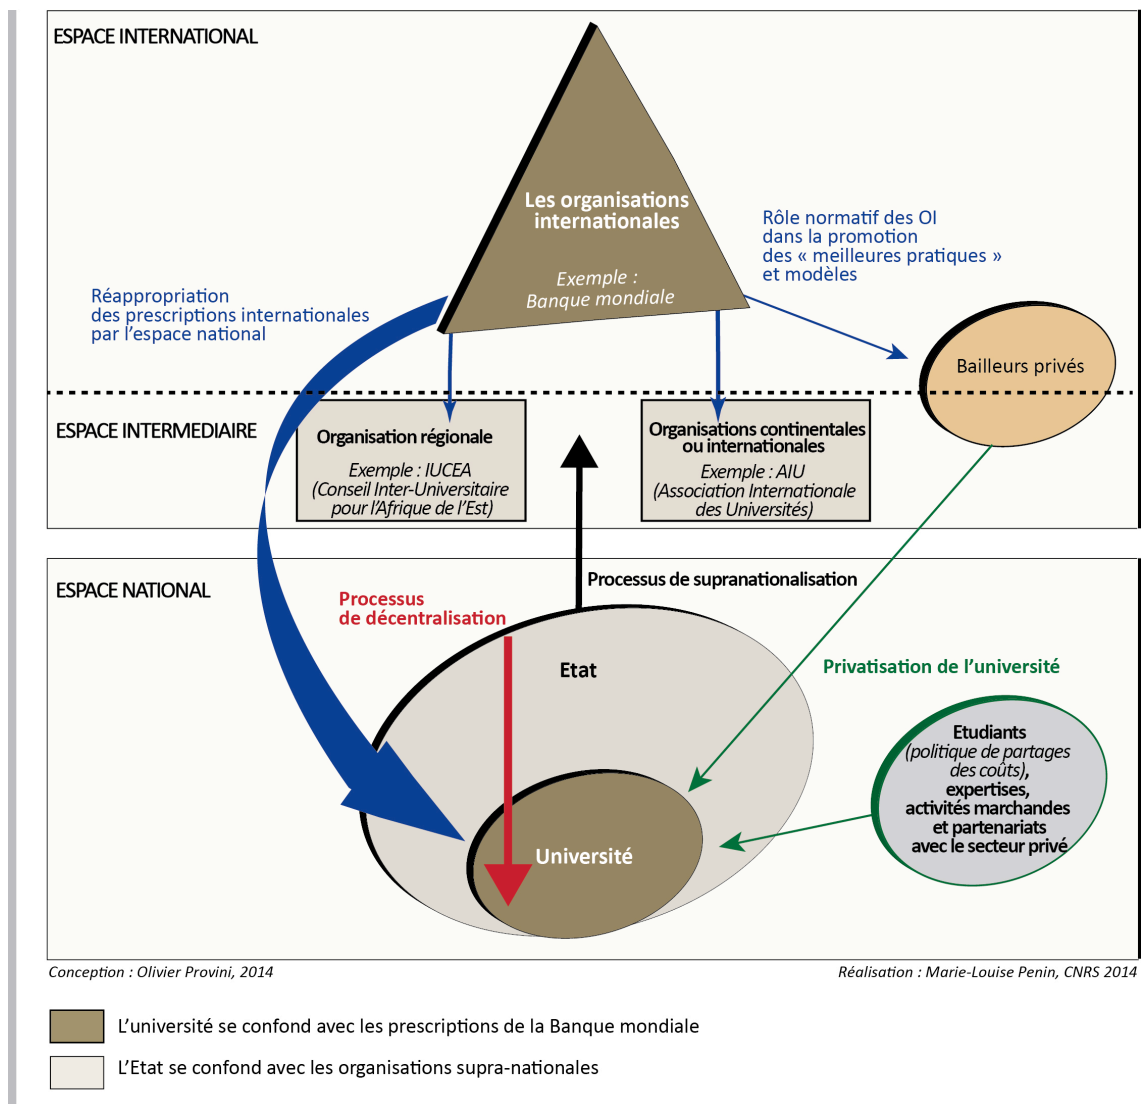 ESPACE INTERNATIONAL
Les organisations
internationales
Exemple :
Banque mondiale
Rôle normatif des OI
dans la promotion
des « meilleures pratiques »
et modèles
Réappropriation
des prescriptions internationales
par l’espace national
Bailleurs privés
ESPACE INTERMEDIAIRE
Organisation régionale
Exemple : IUCEA
(Conseil Inter-Universitaire
pour l’Afrique de l’Est)
Organisations continentales
ou internationales
Exemple : AIU
(Association Internationale
des Universités)
ESPACE NATIONAL
Processus de supranationalisation
Processus
de décentralisation
Etat
Privatisation de l’université
Etudiants
(politique de partages
des coûts),
expertises,
activités marchandes
et partenariats
avec le secteur privé
Université
Conception : Olivier Provini, 2014
Réalisation : Marie-Louise Penin, CNRS 2014
L’université se confond avec les prescriptions de la Banque mondiale
L’Etat se confond avec les organisations supra-nationales